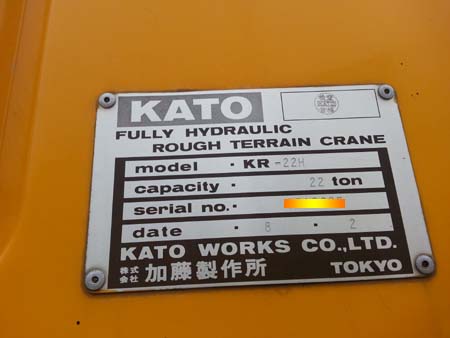 KATO
FULLY HYDRAULIC
ROUGH TERRAIN CRANE
model · KR-22H
capacity · 22 ton
serial no. ·
date · 8 · 2
KATO WORKS CO.,LTD.
株式会社 加藤製作所 TOKYO